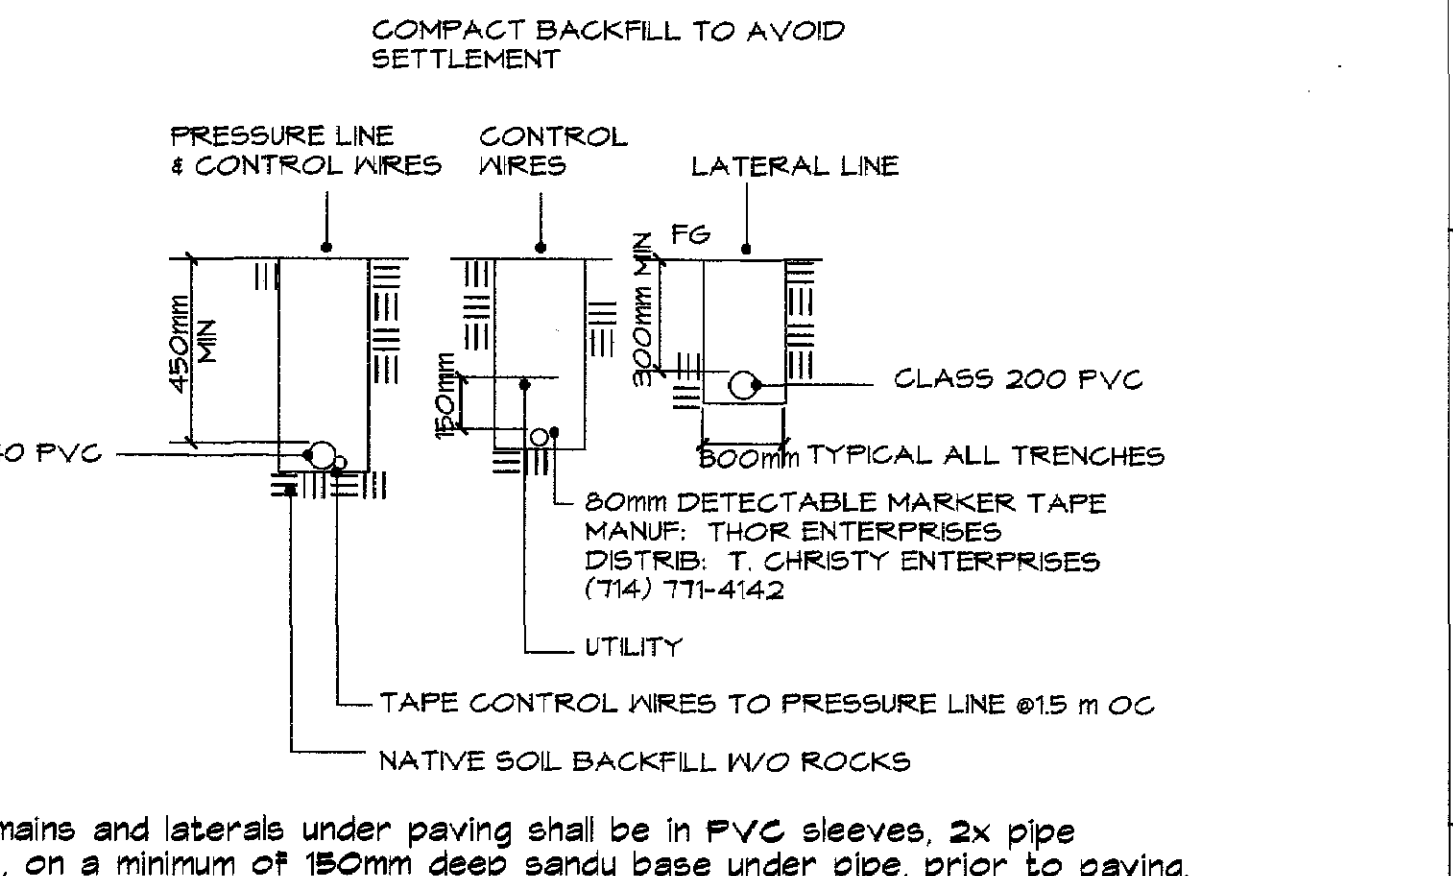 COMPACT BACKFILL TO AVOID
SETTLEMENT
PRESSURE LINE
& CONTROL WIRES
CONTROL
WIRES
LATERAL LINE
FG
450mm
MIN
150mm
300mm MIN
CLASS 200 PVC
0 PVC
300mm TYPICAL ALL TRENCHES
80mm DETECTABLE MARKER TAPE
MANUF: THOR ENTERPRISES
DISTRIB: T. CHRISTY ENTERPRISES
(714) 771-4142
UTILITY
TAPE CONTROL WIRES TO PRESSURE LINE @1.5 m OC
NATIVE SOIL BACKFILL W/O ROCKS
mains and laterals under paving shall be in PVC sleeves, 2x pipe
, on a minimum of 150mm deep sandy base under pipe, prior to paving.